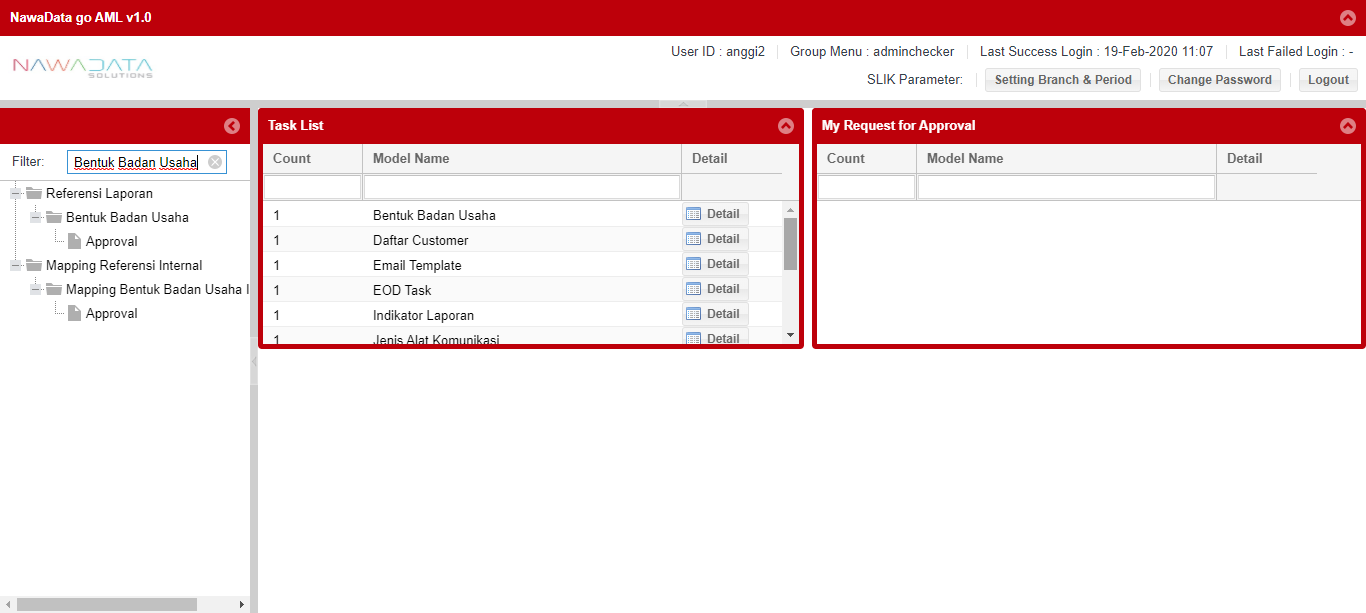 NawaData go AML v1.0
NAWADATA
SOLUTIONS
User ID : anggi2 Group Menu : adminchecker Last Success Login : 19-Feb-2020 11:07 Last Failed Login : -
SLIK Parameter: Setting Branch & Period Change Password Logout
Filter: Bentuk Badan Usaha
Referensi Laporan
Bentuk Badan Usaha
Approval
Mapping Referensi Internal
Mapping Bentuk Badan Usaha I
Approval
Task List
Count Model Name Detail
1 Bentuk Badan Usaha Detail
1 Daftar Customer Detail
1 Email Template Detail
1 EOD Task Detail
1 Indikator Laporan Detail
1 Jenis Alat Komunikasi Detail
My Request for Approval
Count Model Name Detail